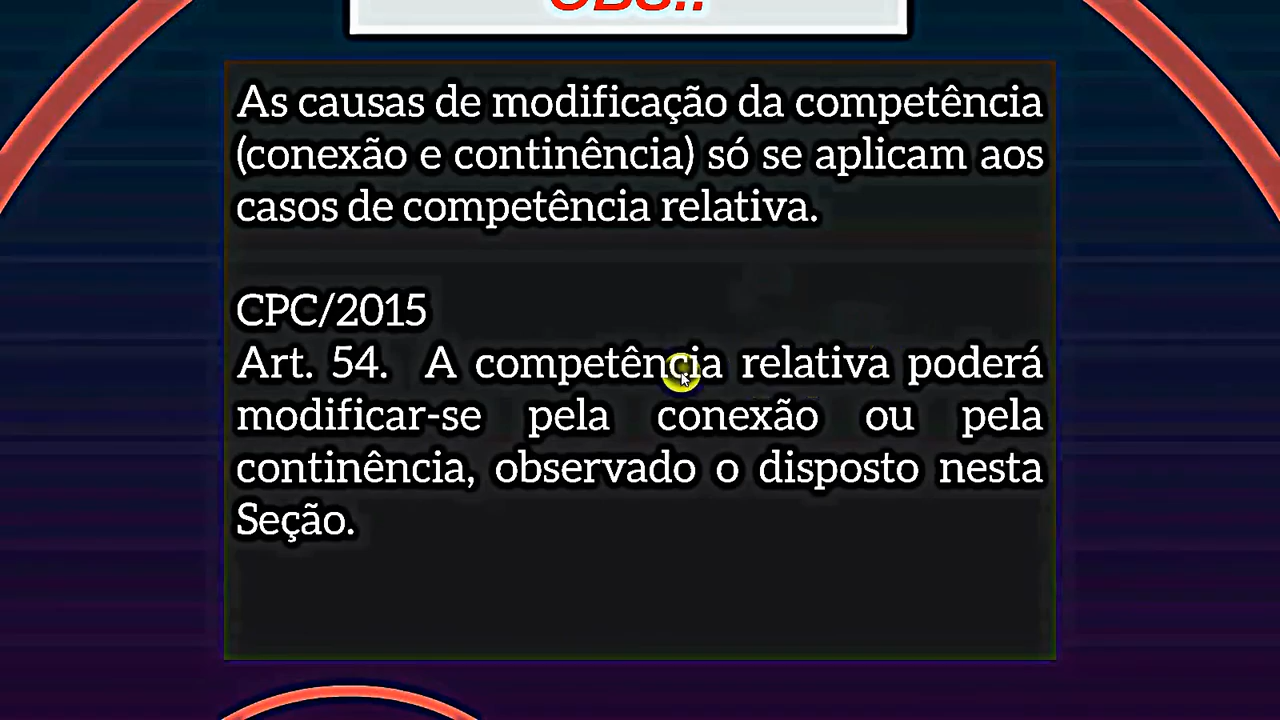 OBS.:
As causas de modificação da competência
(conexão e continência) só se aplicam aos
casos de competência relativa.
CPC/2015
Art. 54. A competência relativa poderá
modificar-se pela conexão ou pela
continência, observado o disposto nesta
Seção.